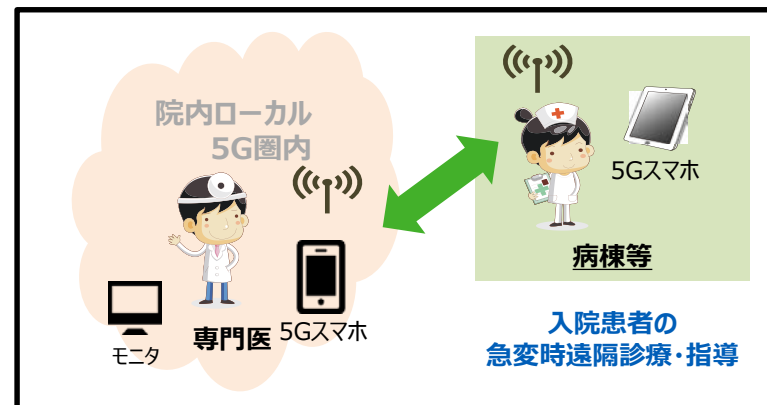 院内ローカル
5G圏内
専門医
5Gスマホ
モニタ
5Gスマホ
病棟等
入院患者の
急変時遠隔診療・指導